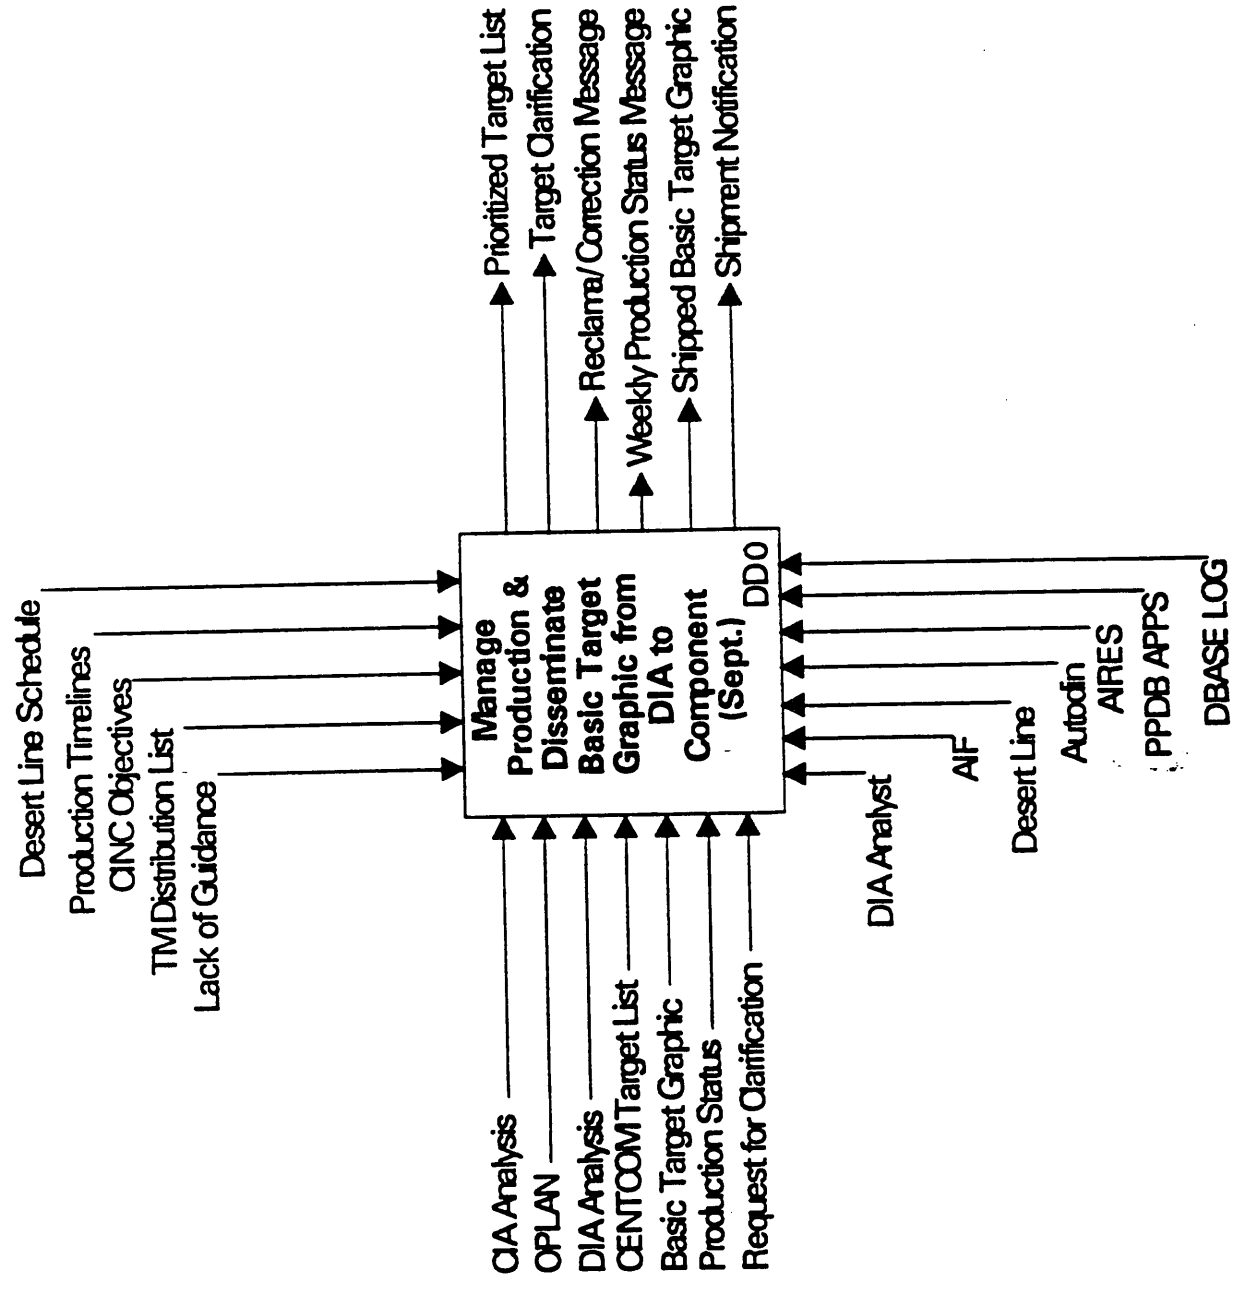 Desert Line Schedule
Production Timelines
CINC Objectives
TM Distribution List
Lack of Guidance
CIA Analysis
OPLAN
DIA Analysis
CENTCOM Target List
Basic Target Graphic
Production Status
Request for Clarification
Manage
Production &
Disseminate
Basic Target
Graphic from
DIA to
Component
(Sept.)
DD0
Prioritized Target List
Target Clarification
Reclama/Correction Message
Weekly Production Status Message
Shipped Basic Target Graphic
Shipment Notification
DIA Analyst
AIF
Desert Line
Autodin
AIRES
PPDB APPS
DBASE LOG